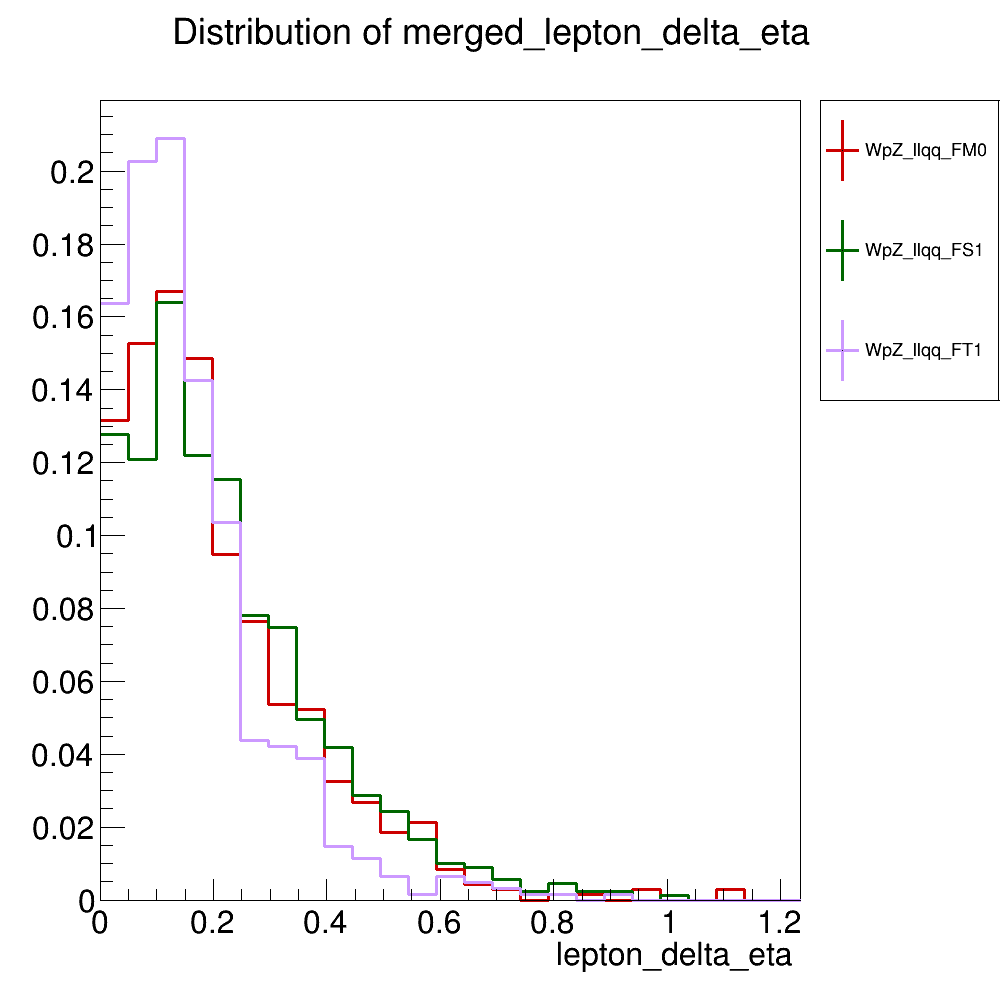 Distribution of merged_lepton_delta_eta
WpZ_llqq_FM0
WpZ_llqq_FS1
WpZ_llqq_FT1
0.2
0.18
0.16
0.14
0.12
0.1
0.08
0.06
0.04
0.02
0
0 0.2 0.4 0.6 0.8 1 1.2
lepton_delta_eta